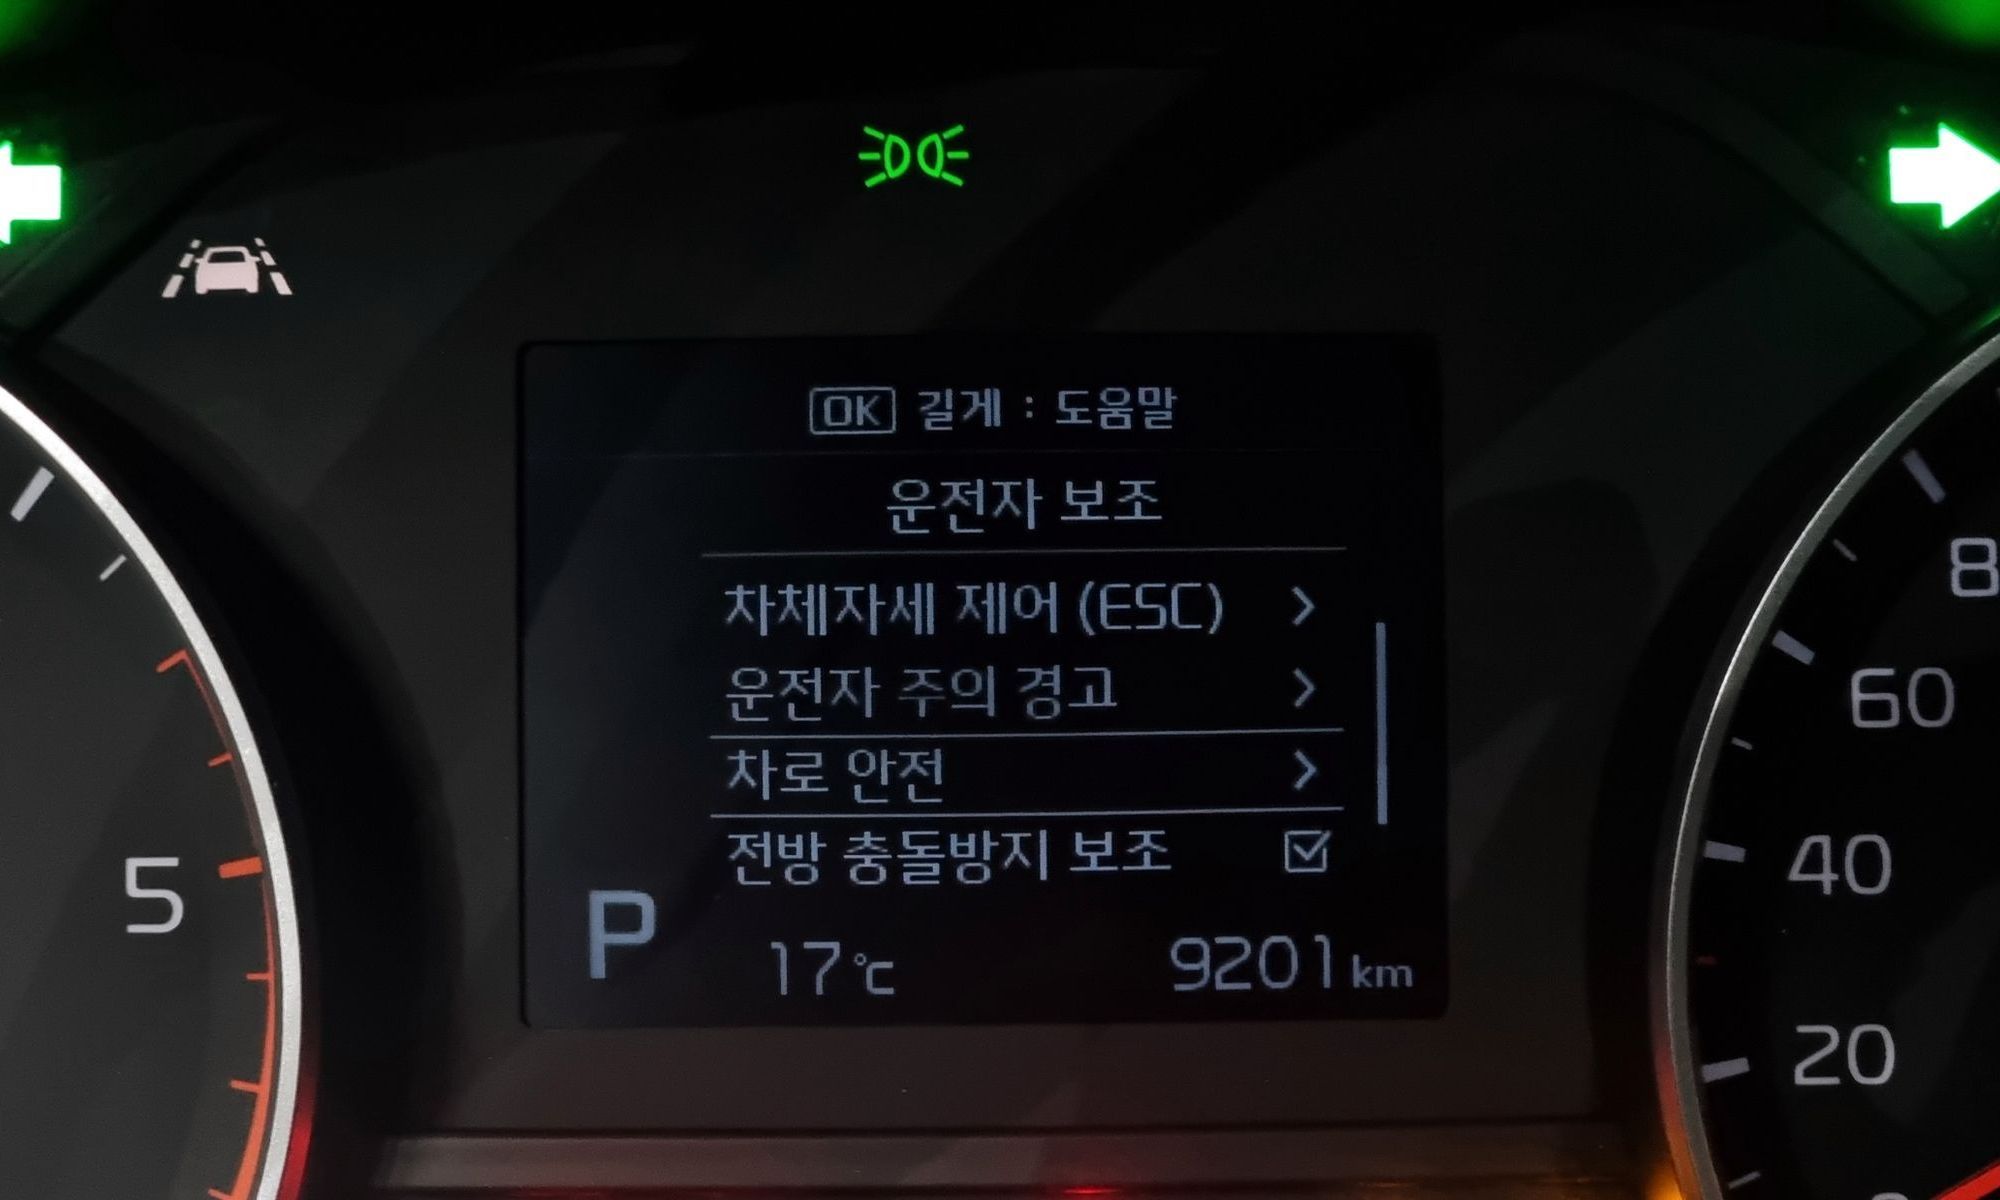 OK 길게 : 도움말
운전자 보조
차체자세 제어 (ESC)
운전자 주의 경고
차로 안전
전방 충돌방지 보조
P 17℃ 9201 km
5
8
60
40
20